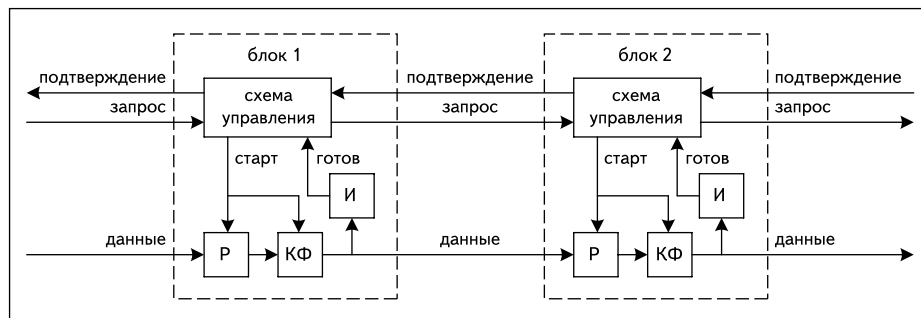 блок 1
блок 2
подтверждение
подтверждение
подтверждение
запрос
схема
управления
запрос
схема
управления
запрос
старт
готов
старт
готов
И
И
данные
Р
КФ
данные
Р
КФ
данные